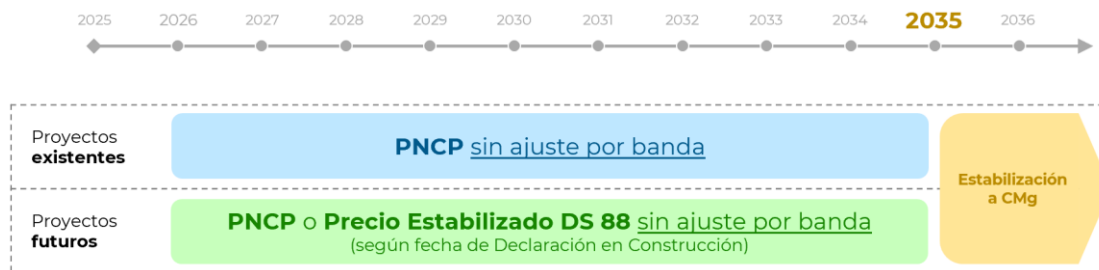 2025 2026 2027 2028 2029 2030 2031 2032 2033 2034 2035 2036
Proyectos
existentes
PNCP sin ajuste por banda
Proyectos
futuros
PNCP o Precio Estabilizado DS 88 sin ajuste por banda
(según fecha de Declaración en Construcción)
Estabilización
a CMg